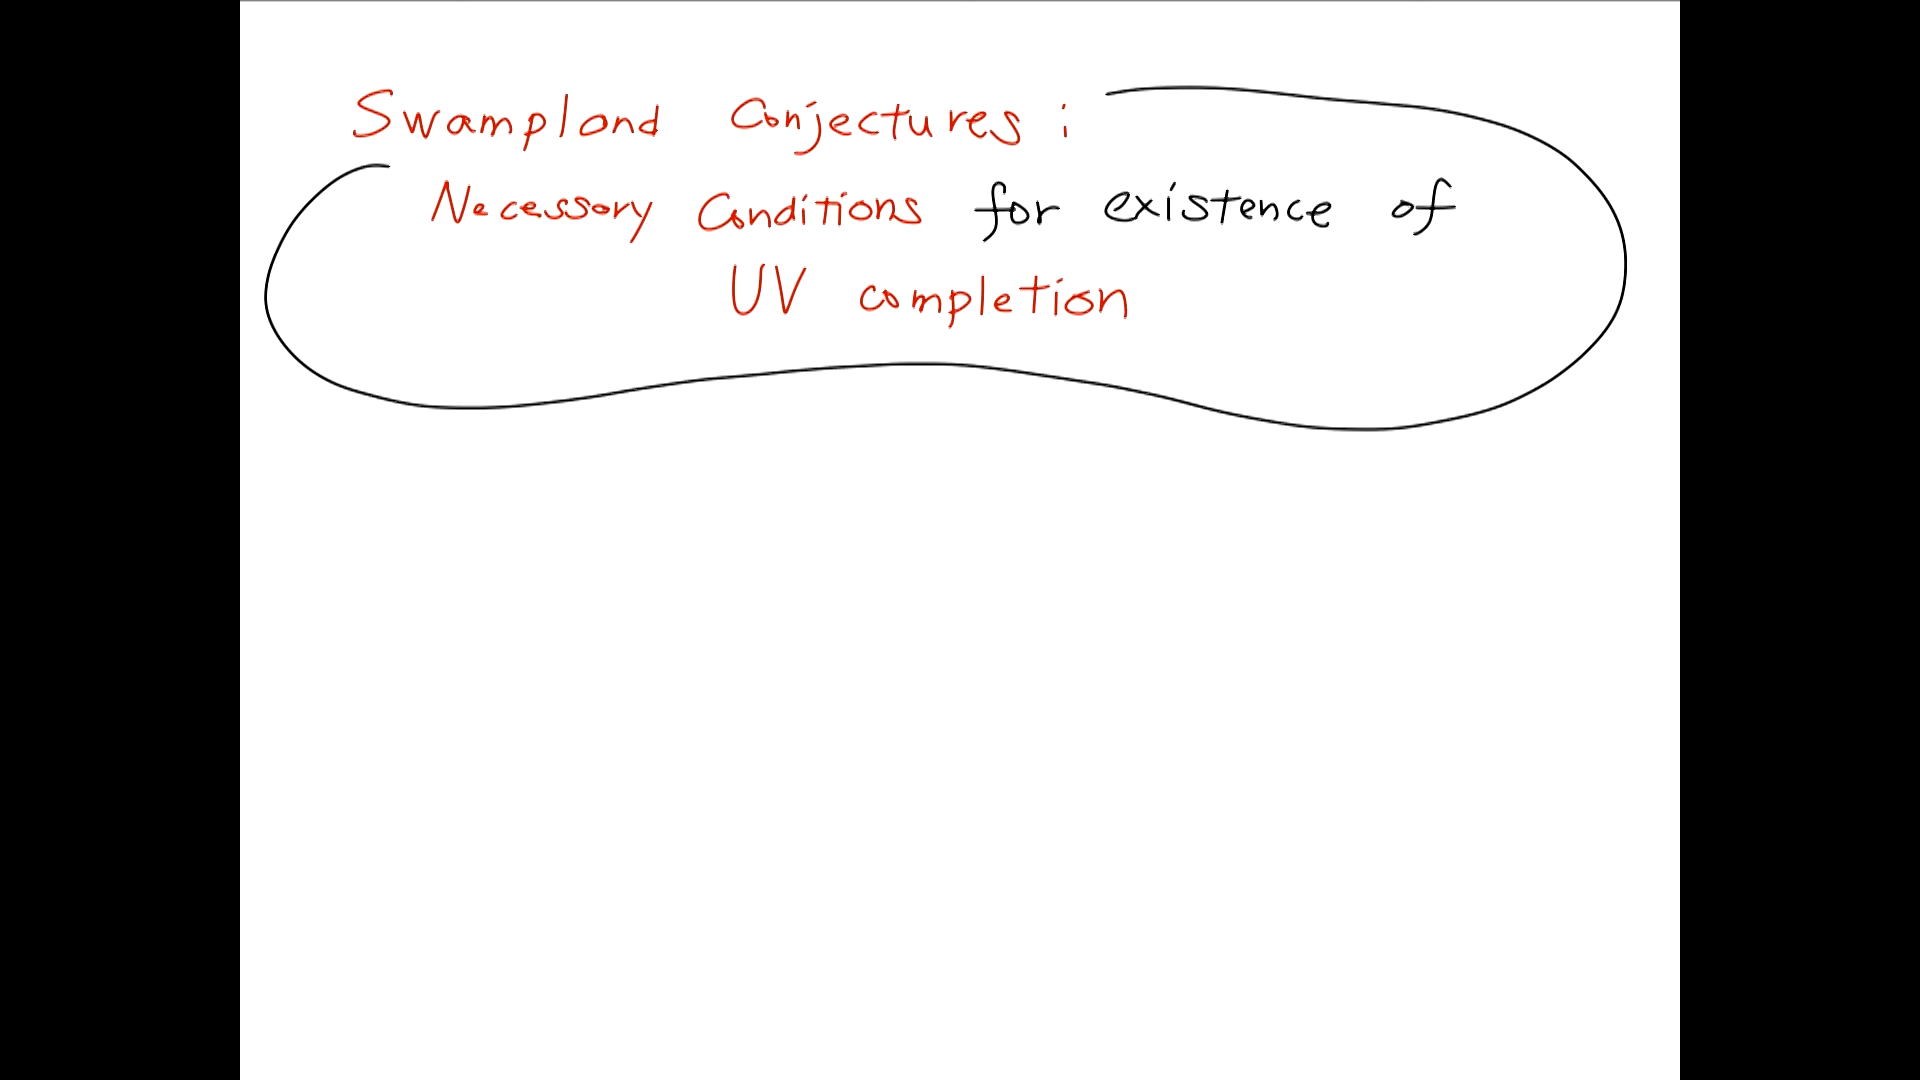 Swampland Conjectures :
Necessary Conditions for existence of
UV completion